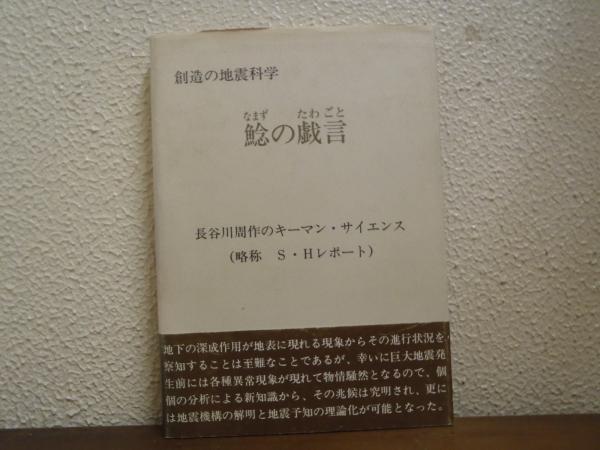 創造の地震科学
なまず たわごと
鯰の戯言
長谷川周作のキーマン・サイエンス
(略称 S・Hレポート)
地下の深成作用が地表に現れる現象からその進行状況を
察知することは至難なことであるが、幸いに巨大地震発
生前には各種異常現象が現れて物情騒然となるので、個
個の分析による新知識から、その兆候は究明され、更に
は地震機構の解明と地震予知の理論化が可能となった。